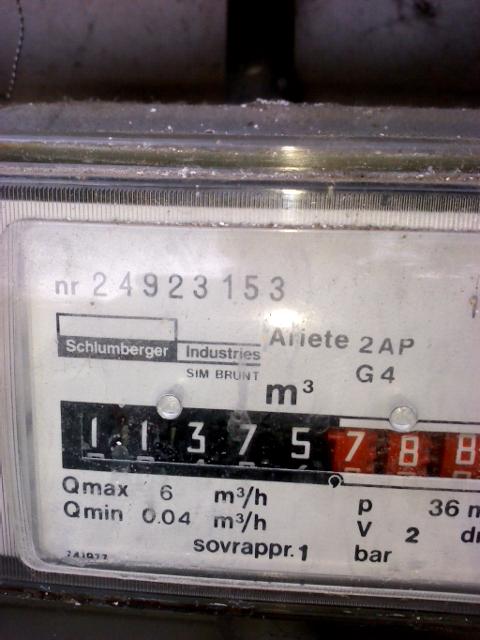 nr 24923153
Schlumberger Industries
SIM BRUNT
Ariete 2AP
G4
m³
11375788
Qmax 6 m³/h
Qmin 0.04 m³/h
sovrappr.1 bar
p 36
V 2